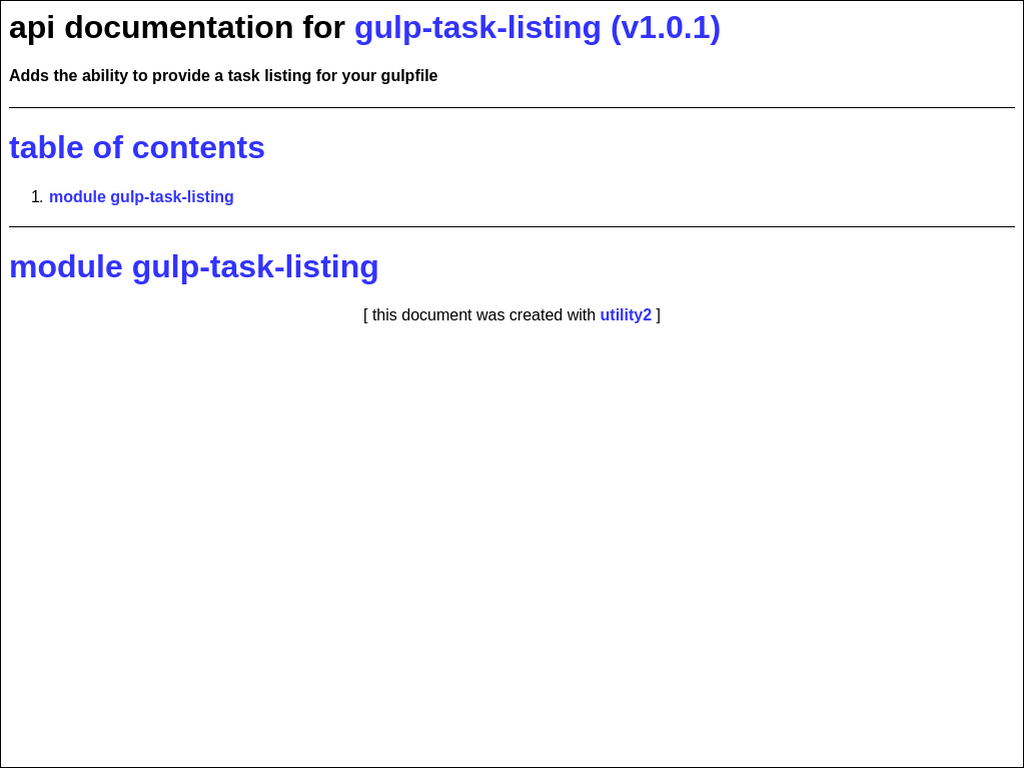 api documentation for gulp-task-listing (v1.0.1)
Adds the ability to provide a task listing for your gulpfile
table of contents
1. module gulp-task-listing
module gulp-task-listing
[ this document was created with utility2 ]